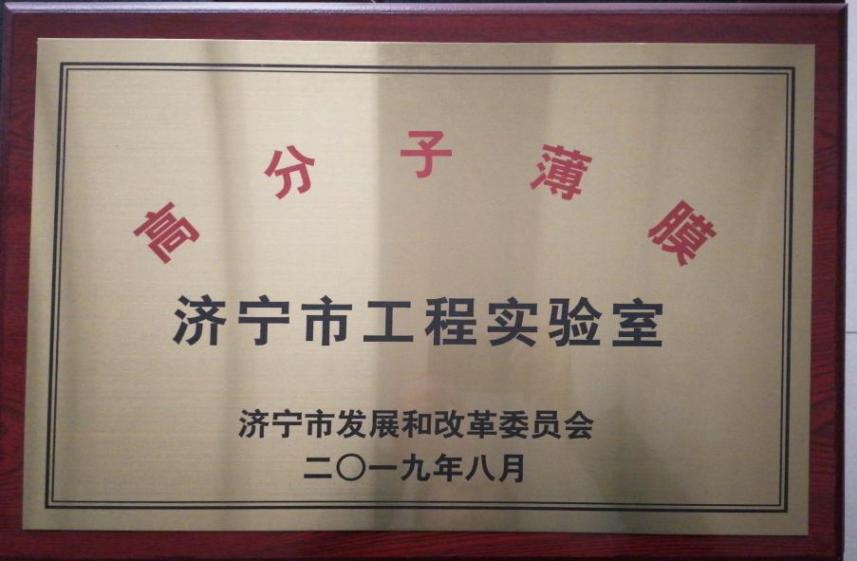 高分子薄膜
济宁市工程实验室
济宁市发展和改革委员会
二〇一九年八月